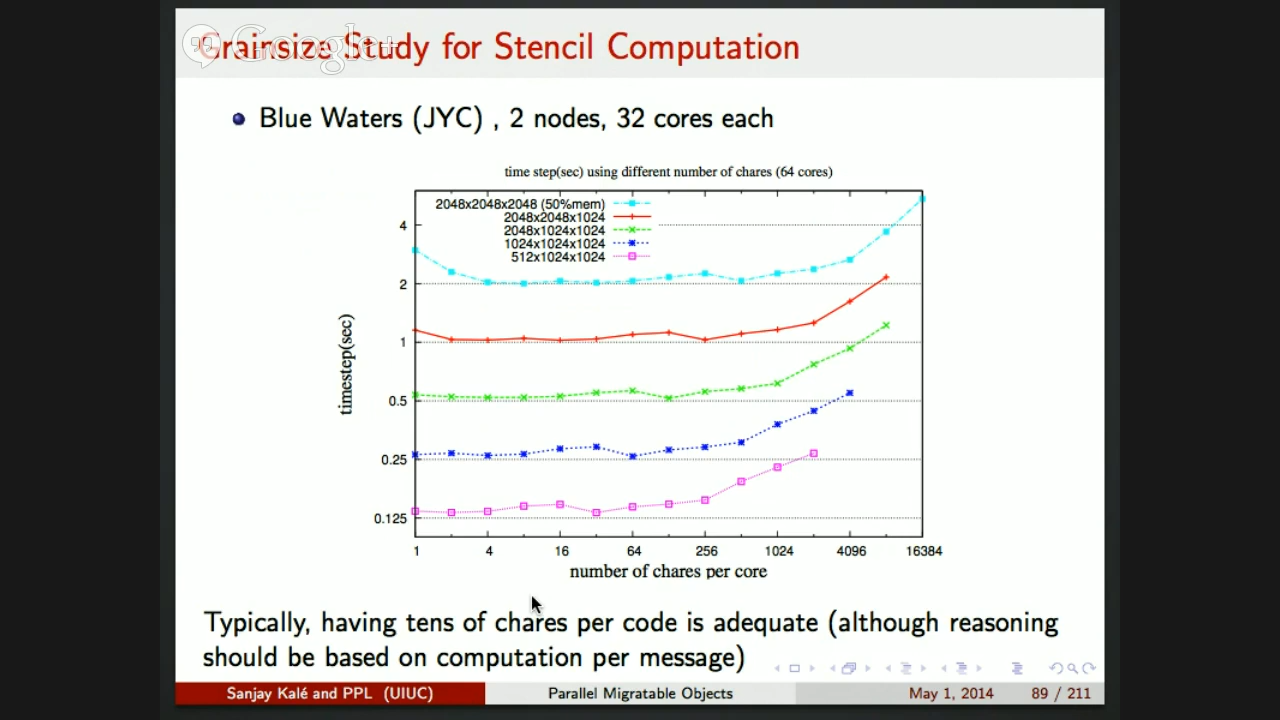 Grainsize Study for Stencil Computation
Google+
Blue Waters (JYC) , 2 nodes, 32 cores each
time step(sec) using different number of chares (64 cores)
2048x2048x2048 (50%mem)
2048x2048x1024
2048x1024x1024
1024x1024x1024
512x1024x1024
4
2
1
0.5
0.25
0.125
timestep(sec)
1 4 16 64 256 1024 4096 16384
number of chares per core
Typically, having tens of chares per code is adequate (although reasoning
should be based on computation per message)
Sanjay Kalé and PPL (UIUC) Parallel Migratable Objects May 1, 2014 89 / 211